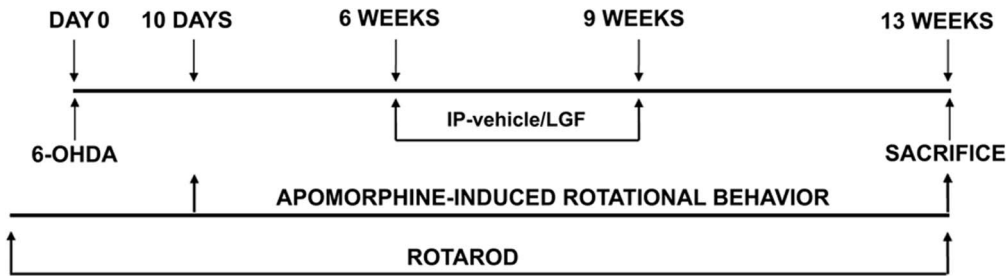 DAY 0 10 DAYS 6 WEEKS 9 WEEKS 13 WEEKS
IP-vehicle/LGF
6-OHDA SACRIFICE
APOMORPHINE-INDUCED ROTATIONAL BEHAVIOR
ROTAROD